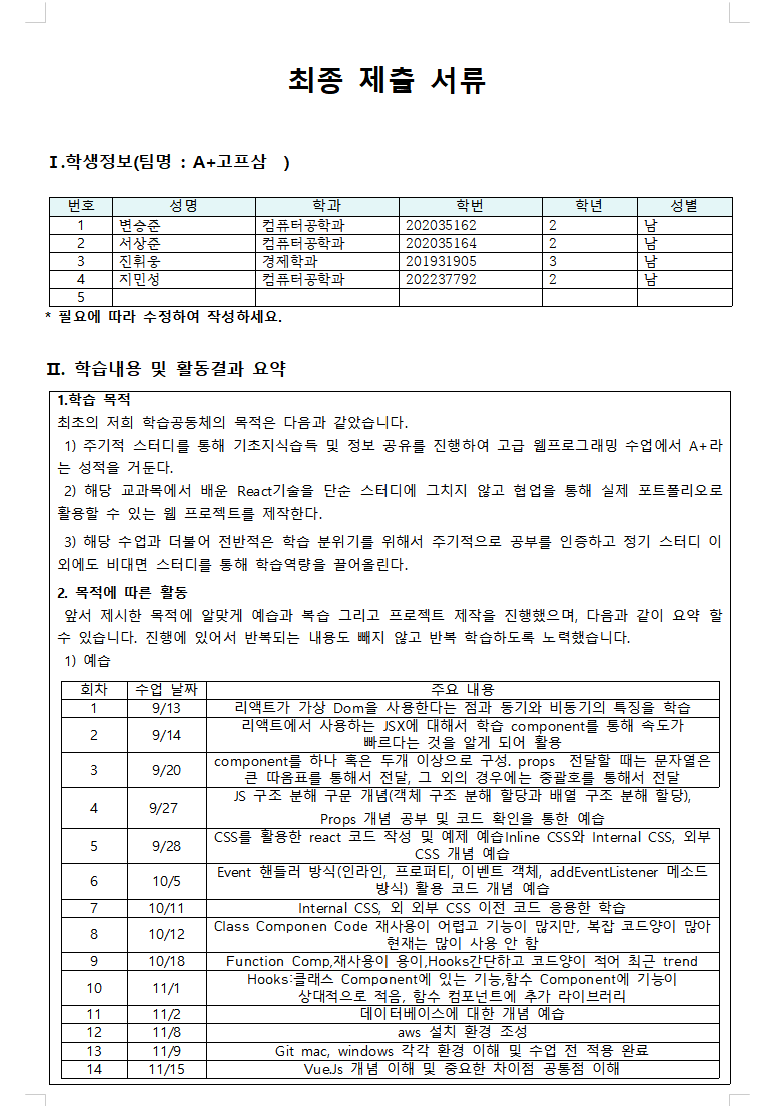 최종 제출 서류
Ⅰ.학생정보(팀명 : A+고프삼 )
번호 성명 학과 학번 학년 성별
1 변승준 컴퓨터공학과 202035162 2 남
2 서상준 컴퓨터공학과 202035164 2 남
3 진휘웅 경제학과 201931905 3 남
4 지민성 컴퓨터공학과 202237792 2 남
5
* 필요에 따라 수정하여 작성하세요.
Ⅱ. 학습내용 및 활동결과 요약
1.학습 목적
최초의 저희 학습공동체의 목적은 다음과 같았습니다.
1) 주기적 스터디를 통해 기초지식습득 및 정보 공유를 진행하여 고급 웹프로그래밍 수업에서 A+라
는 성적을 거둔다.
2) 해당 교과목에서 배운 React기술을 단순 스터디에 그치지 않고 협업을 통해 실제 포트폴리오로
활용할 수 있는 웹 프로젝트를 제작한다.
3) 해당 수업과 더불어 전반적은 학습 분위기를 위해서 주기적으로 공부를 인증하고 정기 스터디 이
외에도 비대면 스터디를 통해 학습역량을 끌어올린다.
2. 목적에 따른 활동
앞서 제시한 목적에 알맞게 예습과 복습 그리고 프로젝트 제작을 진행했으며, 다음과 같이 요약 할
수 있습니다. 진행에 있어서 반복되는 내용도 빼지 않고 반복 학습하도록 노력했습니다.
1) 예습
회차 수업 날짜 주요 내용
1 9/13 리액트가 가상 Dom을 사용한다는 점과 동기와 비동기의 특징을 학습
2 9/14 리액트에서 사용하는 JSX에 대해서 학습 component를 통해 속도가
빠르다는 것을 알게 되어 활용
3 9/20 component를 하나 혹은 두개 이상으로 구성. props 전달할 때는 문자열은
큰 따옴표를 통해서 전달, 그 외의 경우에는 중괄호를 통해서 전달
4 9/27 JS 구조 분해 구문 개념(객체 구조 분해 할당과 배열 구조 분해 할당),
Props 개념 공부 및 코드 확인을 통한 예습
5 9/28 CSS를 활용한 react 코드 작성 및 예제 예습Inline CSS와 Internal CSS, 외부
CSS 개념 예습
6 10/5 Event 핸들러 방식(인라인, 프로퍼티, 이벤트 객체, addEventListener 메소드
방식) 활용 코드 개념 예습
7 10/11 Internal CSS, 외 외부 CSS 이전 코드 응용한 학습
8 10/12 Class Componen Code 재사용이 어렵고 기능이 많지만, 복잡 코드양이 많아
현재는 많이 사용 안 함
9 10/18 Function Comp,재사용이 용이,Hooks간단하고 코드양이 적어 최근 trend
10 11/1 Hooks:클래스 Component에 있는 기능,함수 Component에 기능이
상대적으로 적음, 함수 컴포넌트에 추가 라이브러리
11 11/2 데이터베이스에 대한 개념 예습
12 11/8 aws 설치 환경 조성
13 11/9 Git mac, windows 각각 환경 이해 및 수업 전 적용 완료
14 11/15 VueJs 개념 이해 및 중요한 차이점 공통점 이해